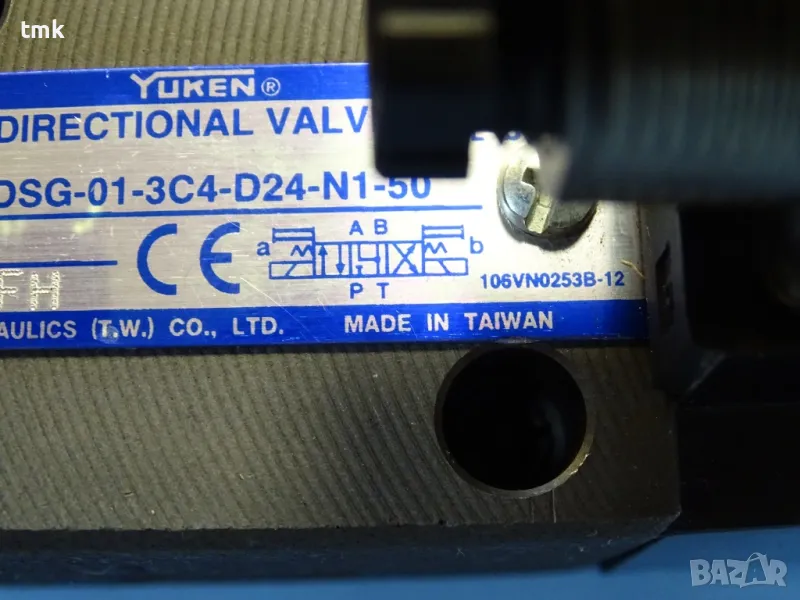 tmk
YUKEN®
DIRECTIONAL VALV
DSG-01-3C4-D24-N1-50
CE
A B
a
b
P T
106VN0253B-12
AULICS (T.W.) CO., LTD. MADE IN TAIWAN
BAZAR